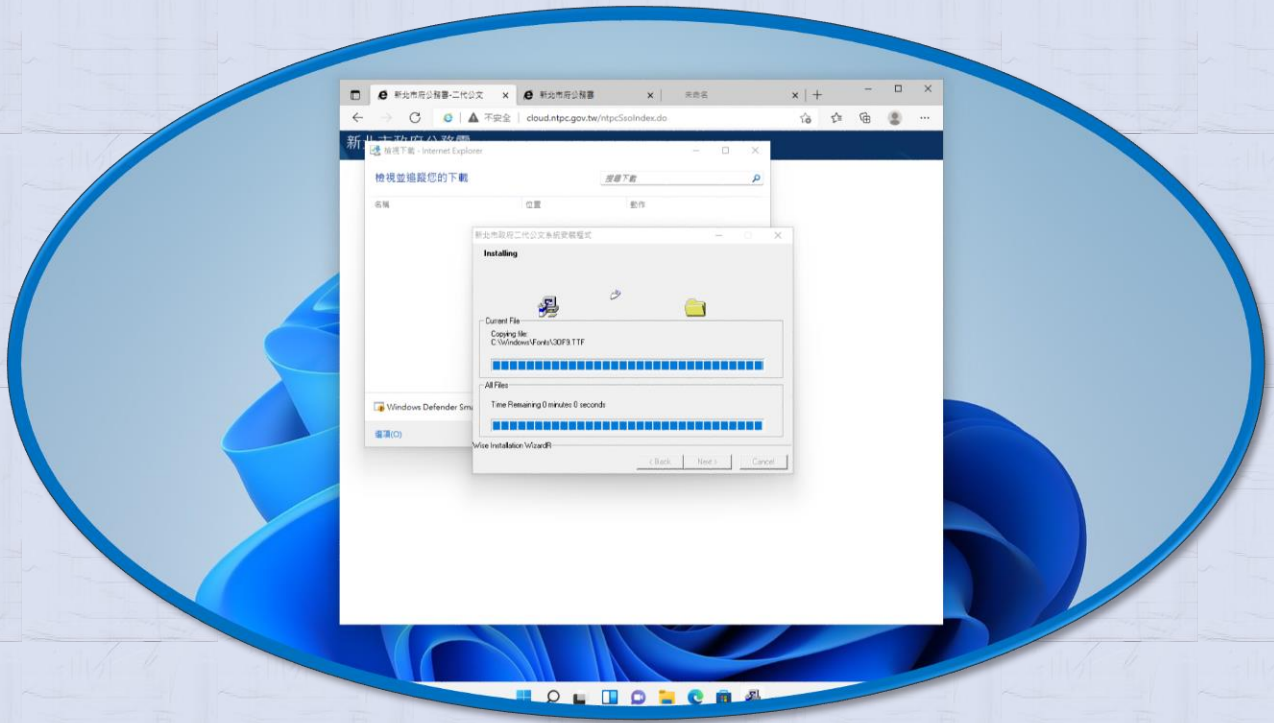 新北市府公務雲-二代公文
新北市府公務雲
未命名
不安全 | cloud.ntpc.gov.tw/ntpcSsoIndex.do
新北市政府公務雲
檢視下載 - Internet Explorer
檢視並追蹤您的下載
搜尋下載
名稱
位置
動作
新北市政府二代公文系統安裝程式
Installing
Current File
Copying file:
C:\Windows\Fonts\30IF9.TTF
All Files
Windows Defender Sma
Time Remaining 0 minutes 0 seconds
選項(O)
Wise Installation WizardR
< Back
Next >
Cancel